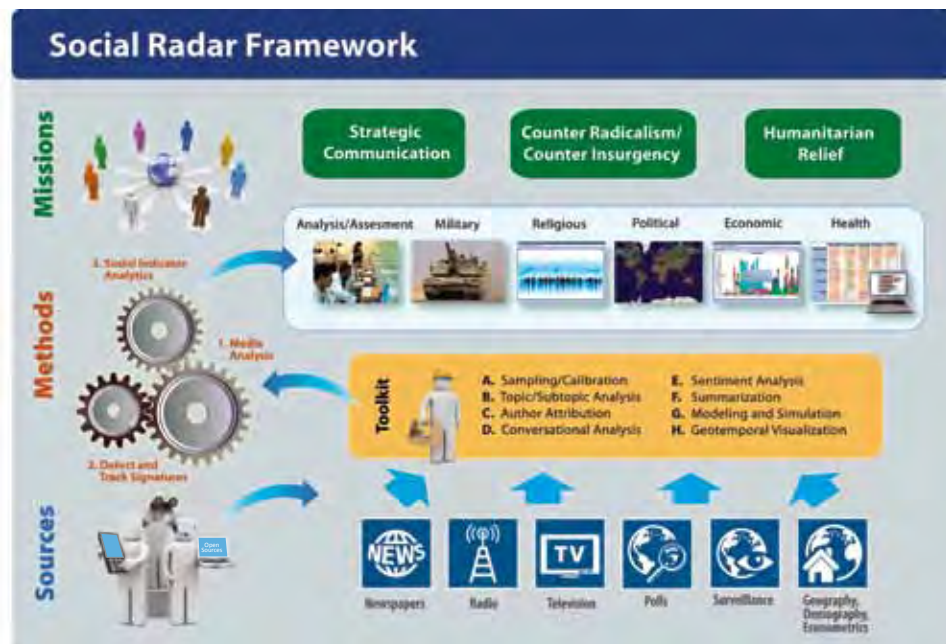 Social Radar Framework
Missions
Strategic
Communication
Counter Radicalism/
Counter Insurgency
Humanitarian
Relief
Analysis/Assesment
Military
Religious
Political
Economic
Health
Methods
3. Social Indicator
Analytics
1. Media
Analysis
2. Detect and
Track Signatures
Toolkit
A. Sampling/Calibration
B. Topic/Subtopic Analysis
C. Author Attribution
D. Conversational Analysis
E. Sentiment Analysis
F. Summarization
G. Modeling and Simulation
H. Geotemporal Visualization
Sources
Open
Sources
NEWS
TV
Newspapers
Radio
Television
Polls
Surveillance
Geography,
Demography,
Econometrics